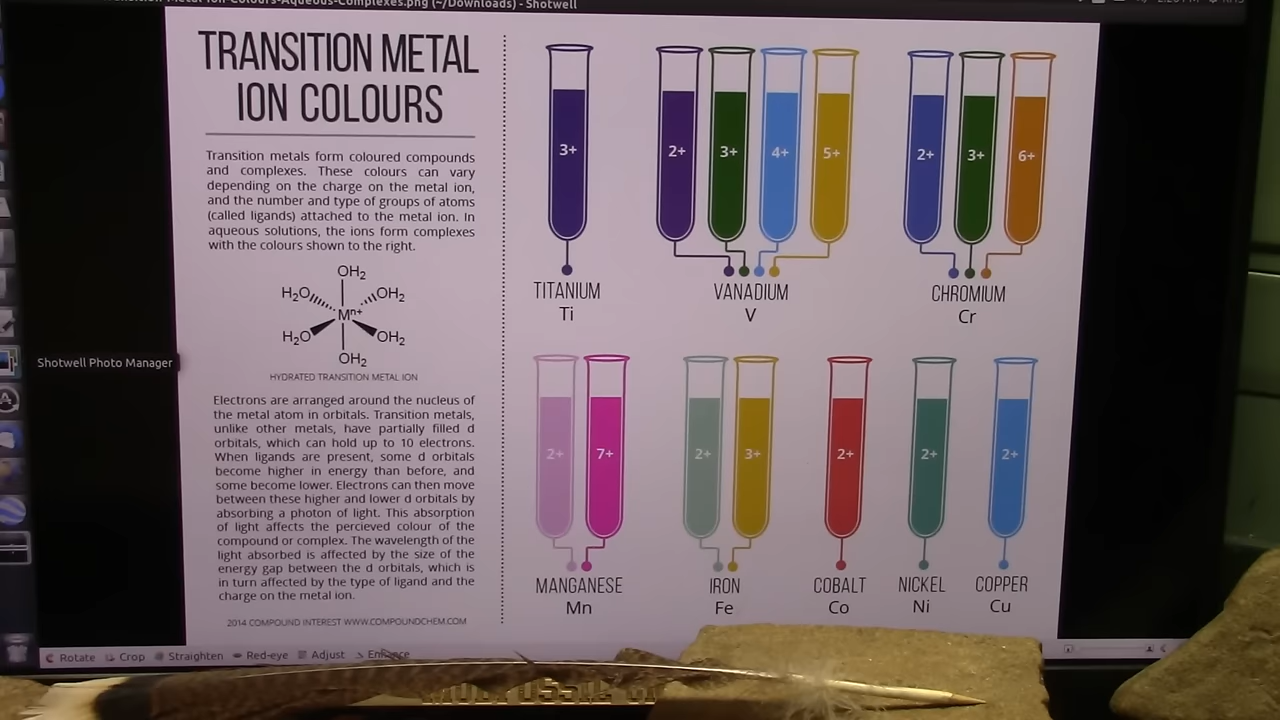 Metal-Ion-Colours-Aqueous-Complexes.png (~/Downloads) - Shotwell
TRANSITION METAL
ION COLOURS
Transition metals form coloured compounds
and complexes. These colours can vary
depending on the charge on the metal ion,
and the number and type of groups of atoms
(called ligands) attached to the metal ion. In
aqueous solutions, the ions form complexes
with the colours shown to the right.
OH₂
H₂O OH₂
Mⁿ⁺
H₂O OH₂
OH₂
HYDRATED TRANSITION METAL ION
Electrons are arranged around the nucleus of
the metal atom in orbitals. Transition metals,
unlike other metals, have partially filled d
orbitals, which can hold up to 10 electrons.
When ligands are present, some d orbitals
become higher in energy than before, and
some become lower. Electrons can then move
between these higher and lower d orbitals by
absorbing a photon of light. This absorption
of light affects the percieved colour of the
compound or complex. The wavelength of the
light absorbed is affected by the size of the
energy gap between the d orbitals, which is
in turn affected by the type of ligand and the
charge on the metal ion.
2014 COMPOUND INTEREST WWW.COMPOUNDCHEM.COM
3+ 2+ 3+ 4+ 5+ 2+ 3+ 6+
TITANIUM VANADIUM CHROMIUM
Ti V Cr
2+ 7+ 2+ 3+ 2+ 2+ 2+
MANGANESE IRON COBALT NICKEL COPPER
Mn Fe Co Ni Cu
Shotwell Photo Manager
Rotate Crop Straighten Red-eye Adjust Enhance